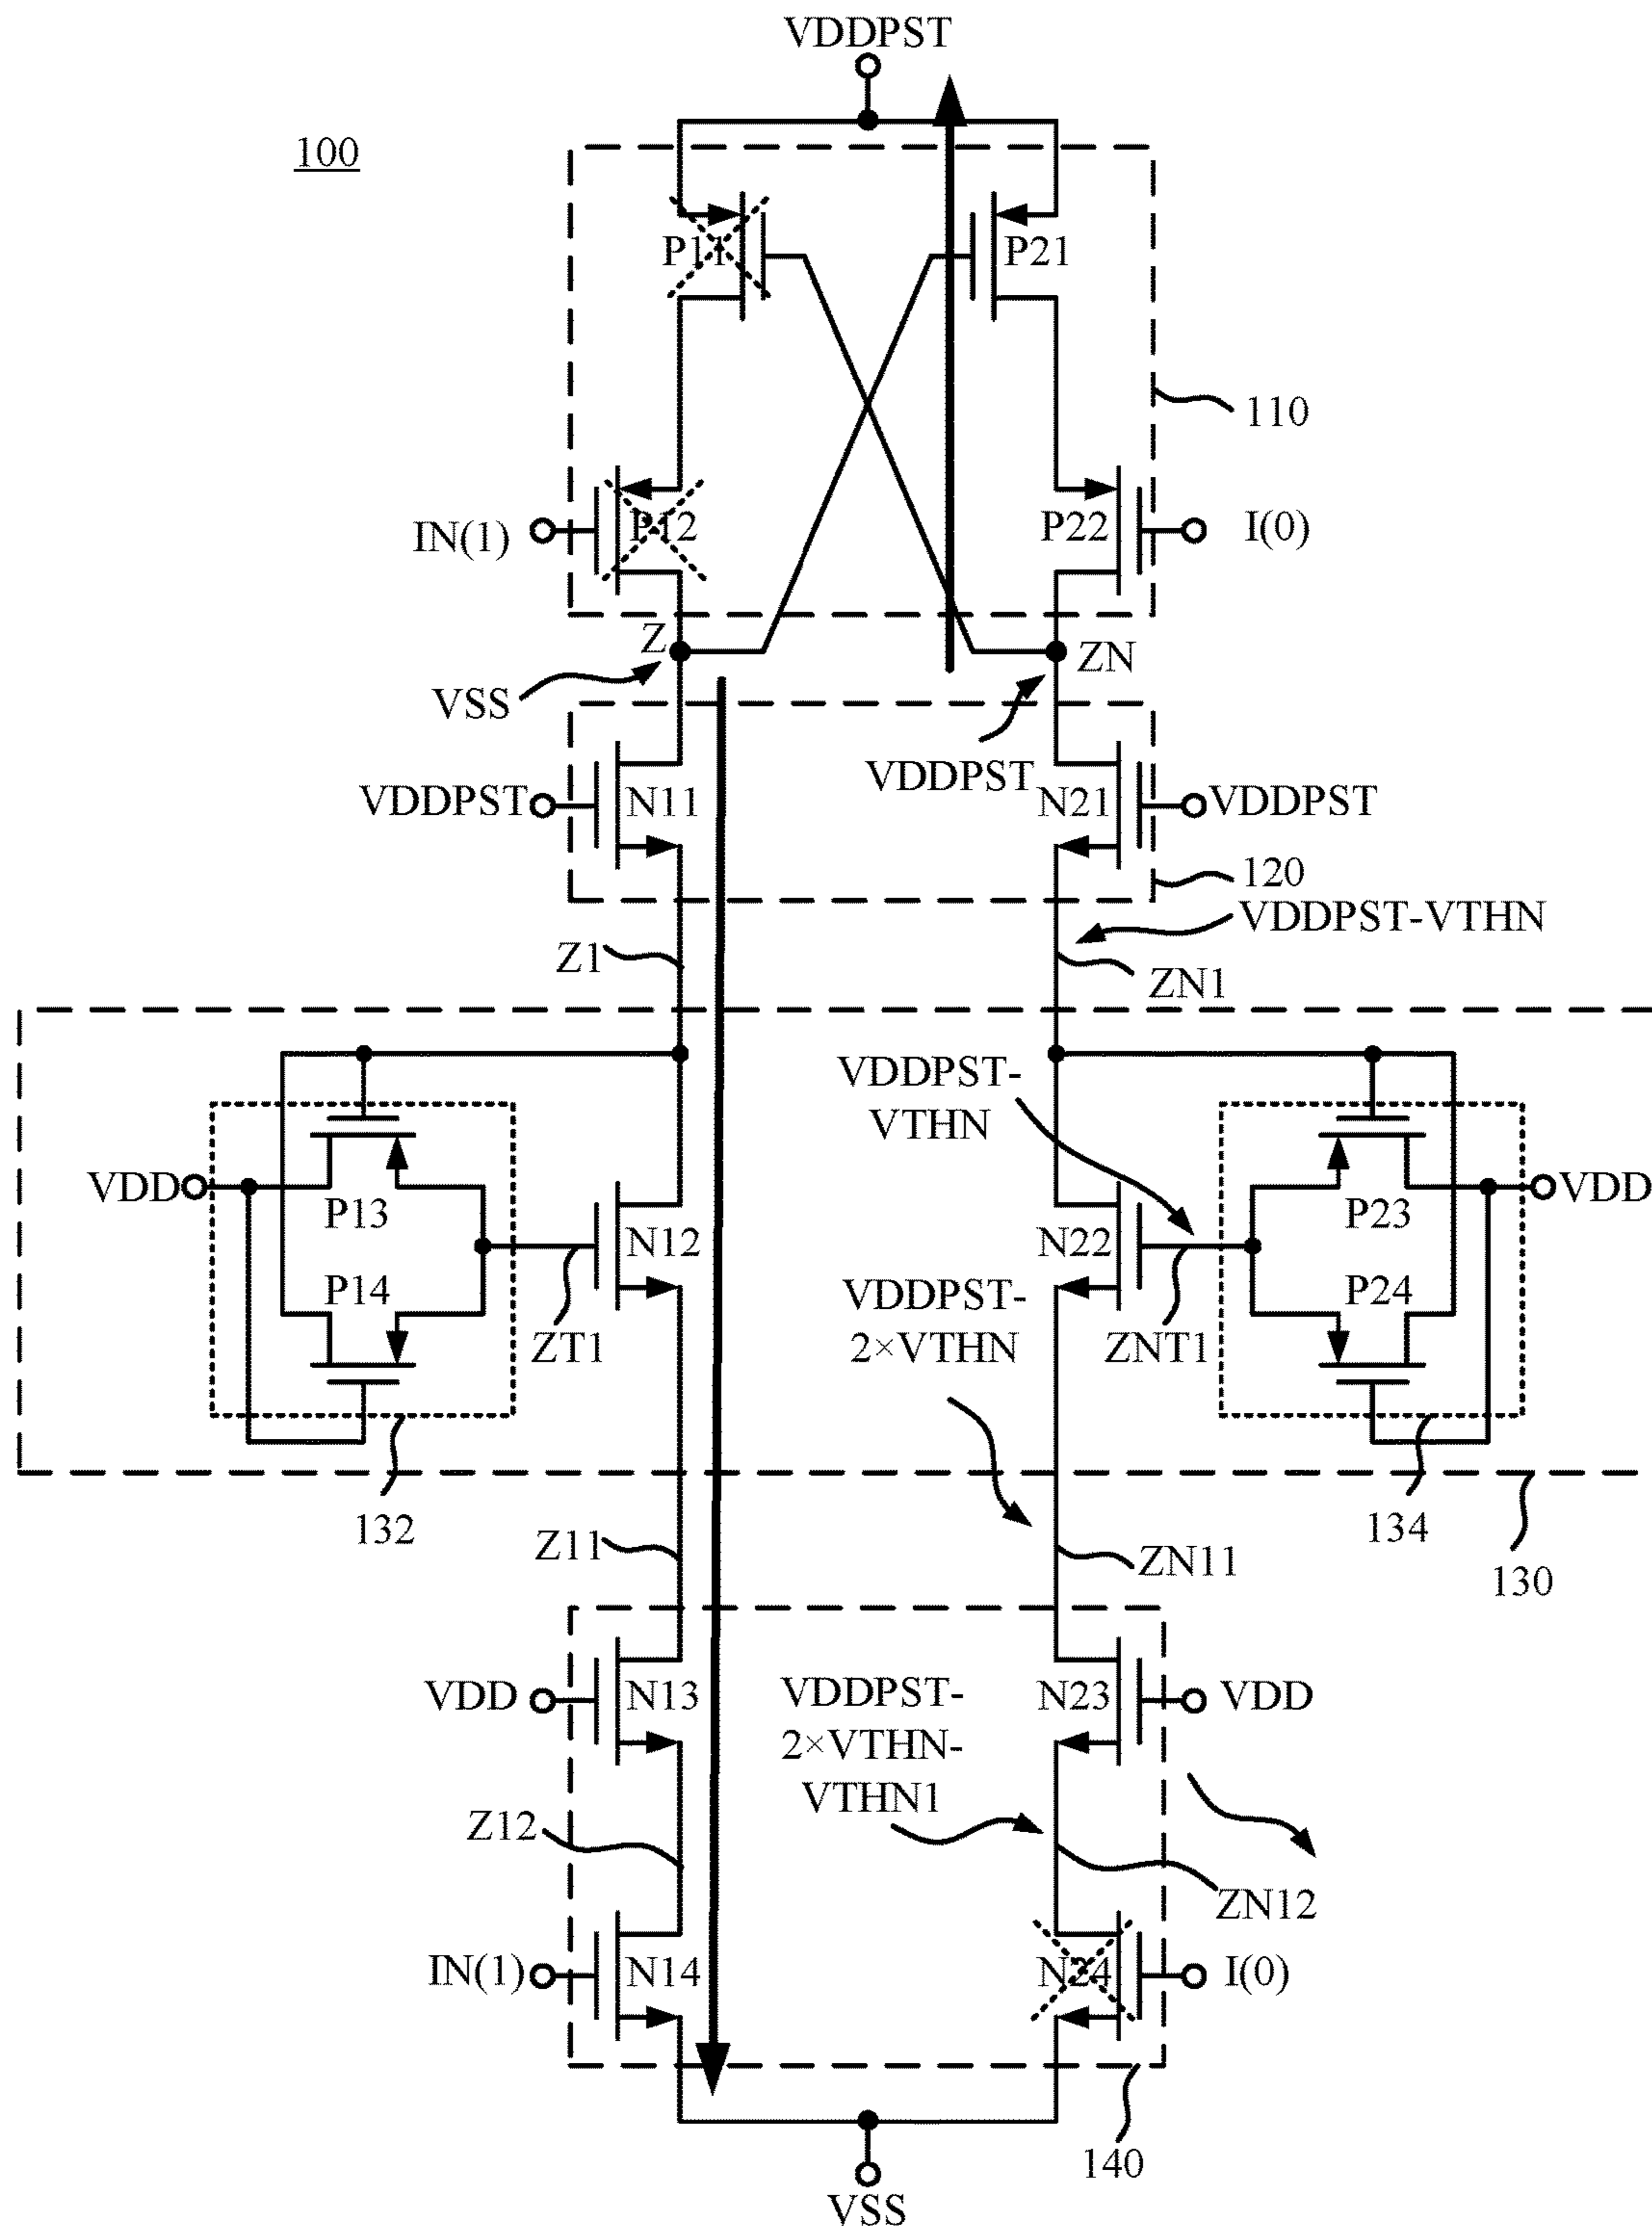 VDDPST
100
P11
P21
110
IN(1)
P12
P22
I(0)
Z
ZN
VSS
VDDPST
VDDPST
N11
N21
VDDPST
120
VDDPST-VTHN
Z1
ZN1
VDDPST-
VTHN
VDD
P13
N12
N22
P23
VDD
P14
P24
VDDPST-
2×VTHN
ZT1
ZNT1
132
134
Z11
ZN11
130
VDD
N13
VDDPST-
2×VTHN-
VTHN1
N23
VDD
Z12
ZN12
IN(1)
N14
N24
I(0)
140
VSS